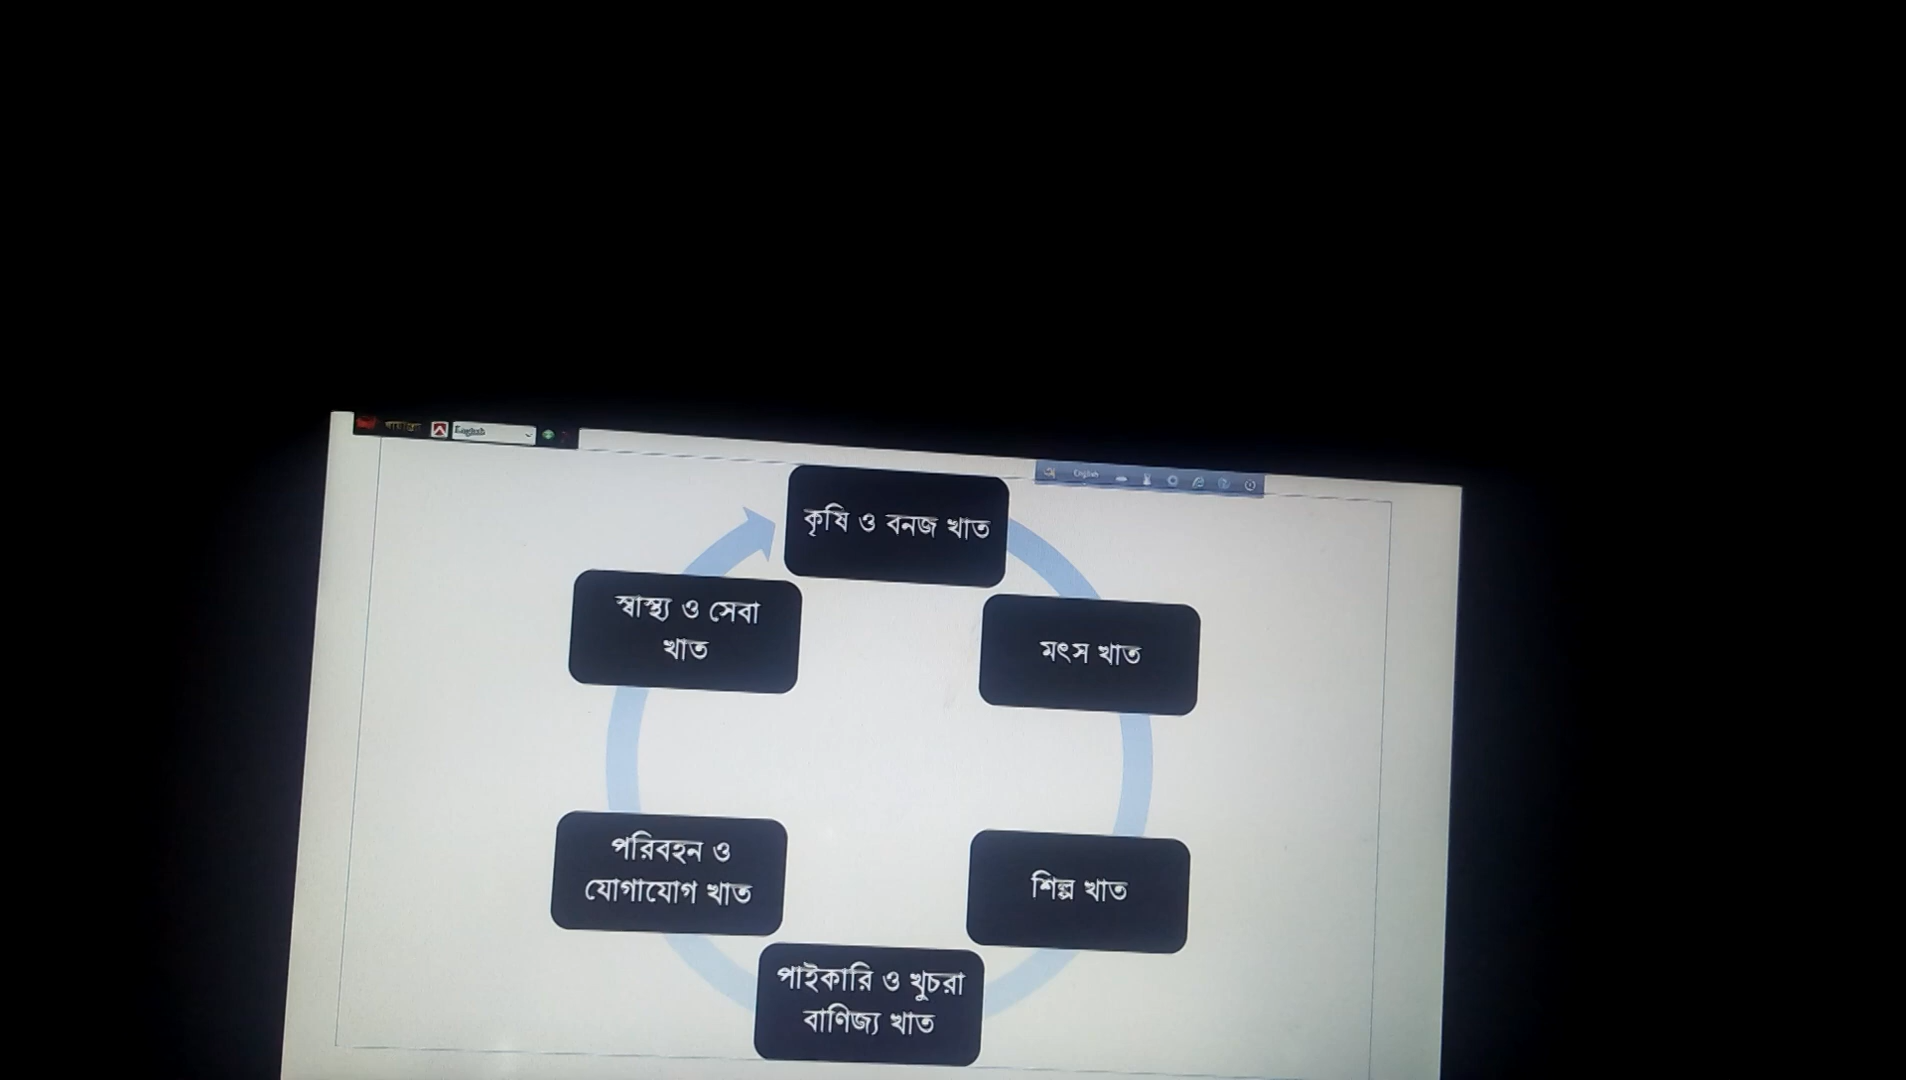 English
English
কৃষি ও বনজ খাত
মৎস খাত
শিল্প খাত
পাইকারি ও খুচরা
বাণিজ্য খাত
পরিবহন ও
যোগাযোগ খাত
স্বাস্থ্য ও সেবা
খাত